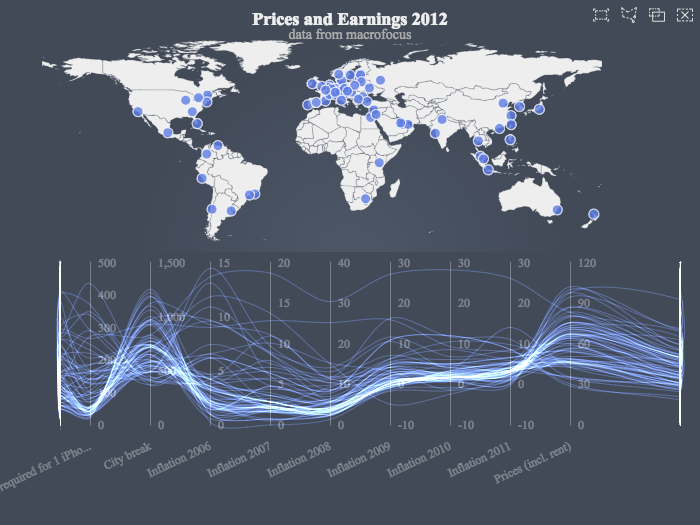 Prices and Earnings 2012
data from macrofocus
500 1,500 15 20 40 30 30 30 120
400
300 1,000 10 15 30 20 20 20 90
200 500 5 10 20 10 10 10 60
100 5 10 0 0 0 30
0 0 0 0 0 -10 -10 -10 0
required for 1 iPho...
City break
Inflation 2006
Inflation 2007
Inflation 2008
Inflation 2009
Inflation 2010
Inflation 2011
Prices (incl. rent)